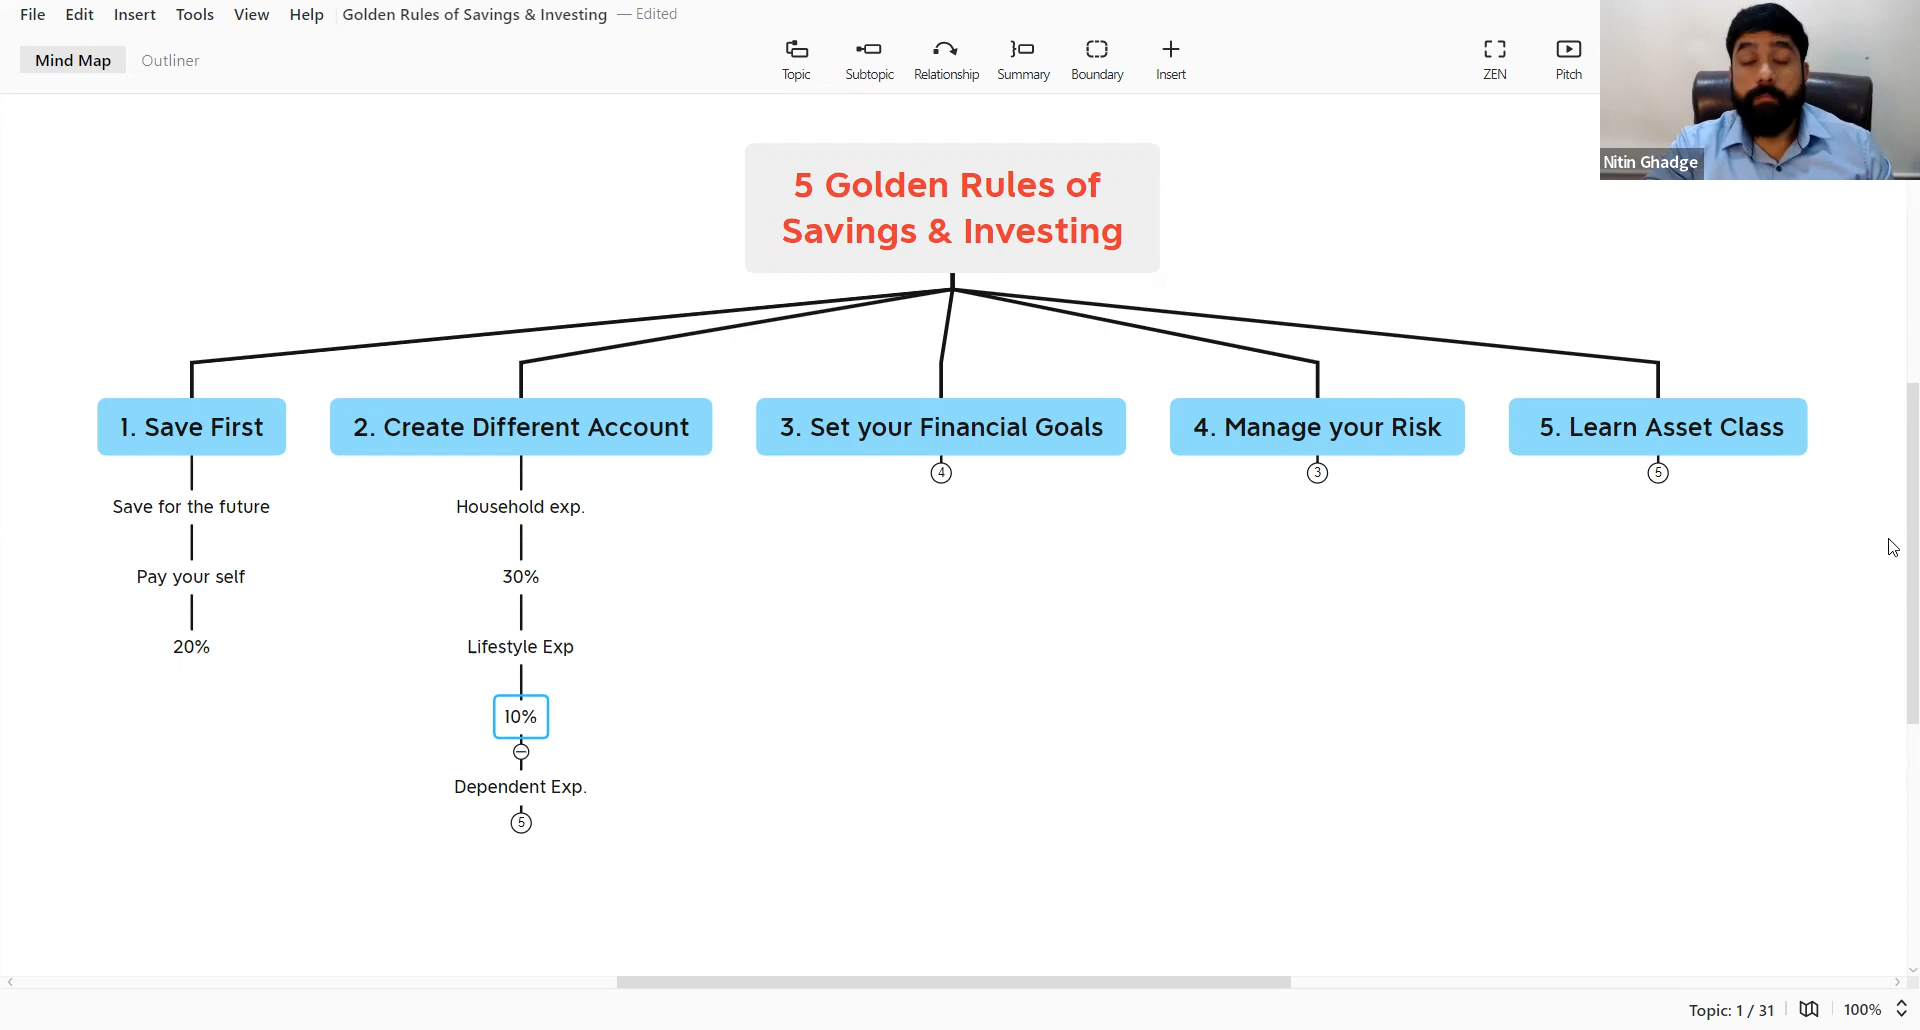 File Edit Insert Tools View Help Golden Rules of Savings & Investing — Edited
Mind Map Outliner
Topic Subtopic Relationship Summary Boundary Insert ZEN Pitch
Nitin Ghadge
5 Golden Rules of
Savings & Investing
1. Save First
2. Create Different Account
3. Set your Financial Goals
4. Manage your Risk
5. Learn Asset Class
4
3
5
Save for the future
Pay your self
20%
Household exp.
30%
Lifestyle Exp
10%
Dependent Exp.
5
Topic: 1 / 31 100%